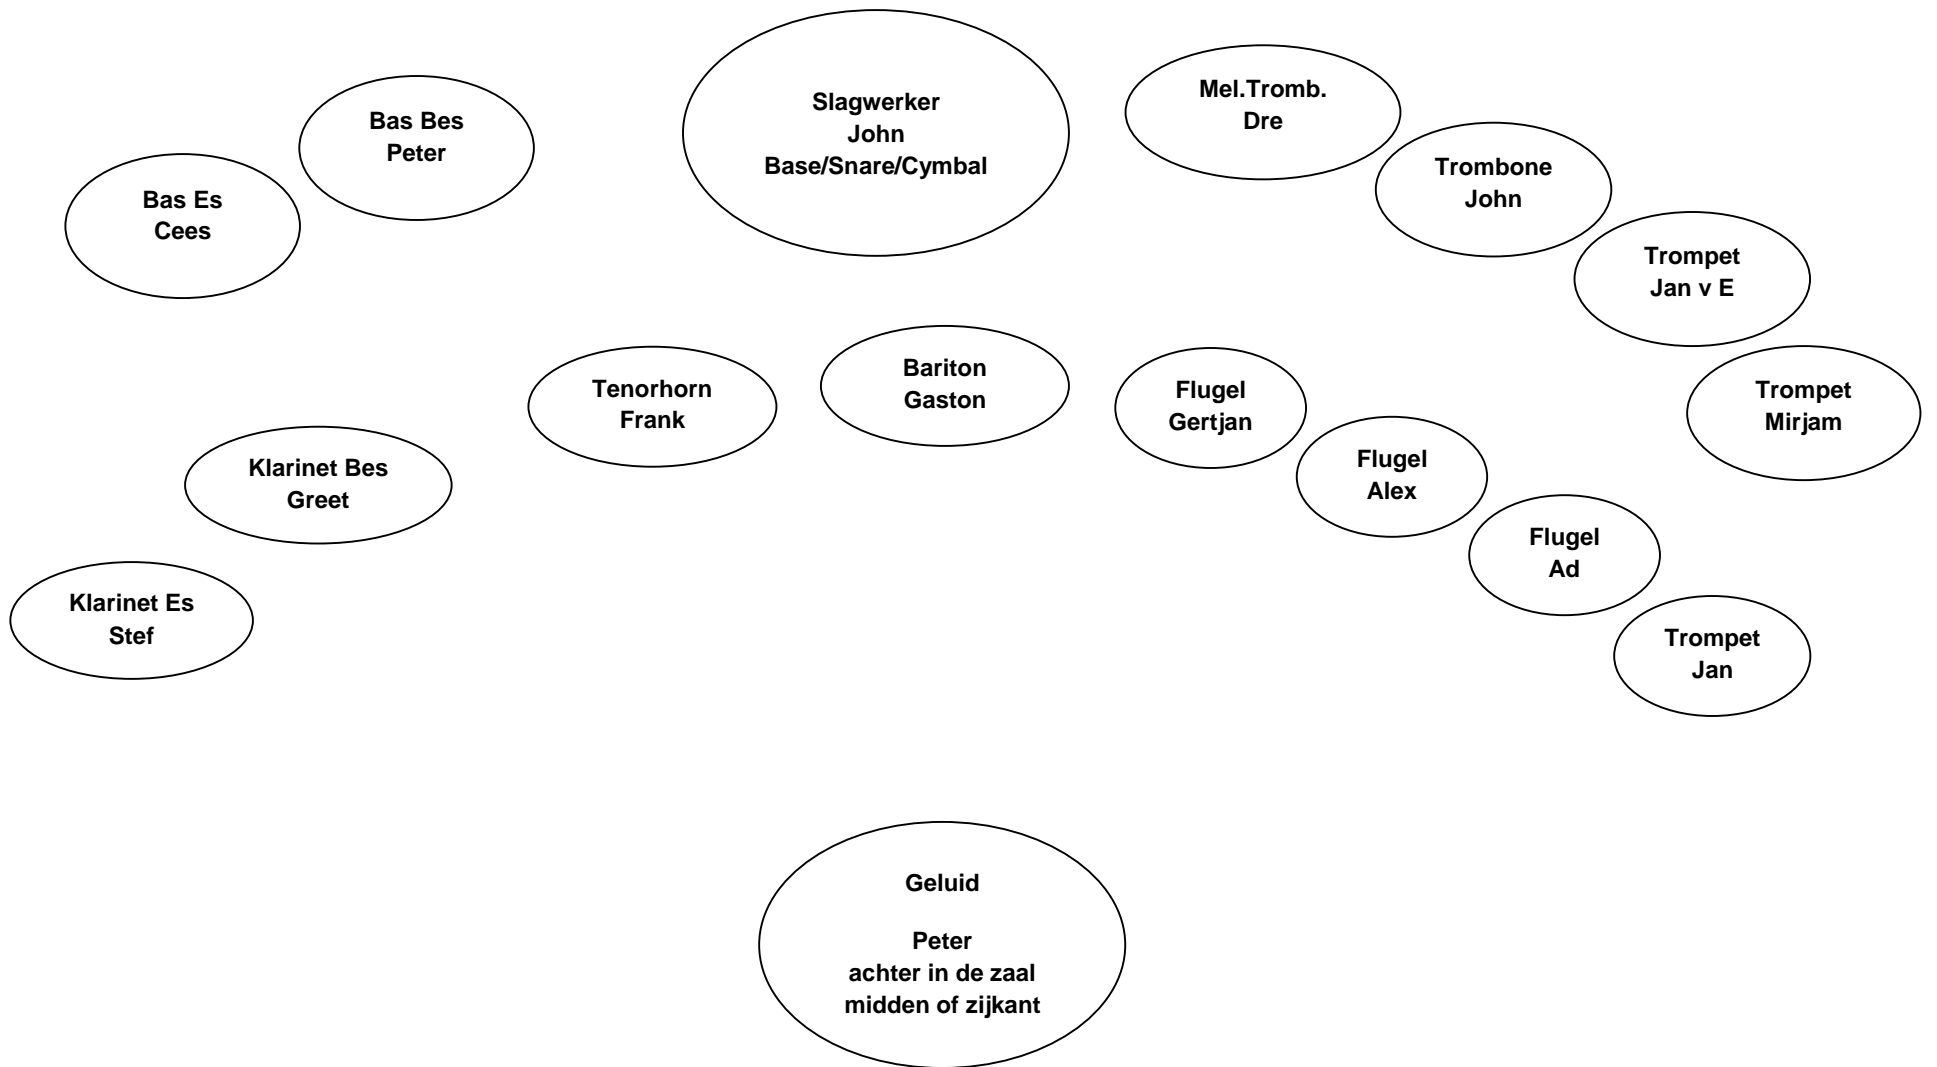 Slagwerker
John
Base/Snare/Cymbal
Mel.Tromb.
Dre
Bas Bes
Peter
Trombone
John
Bas Es
Cees
Trompet
Jan v E
Tenorhorn
Frank
Bariton
Gaston
Flugel
Gertjan
Trompet
Mirjam
Klarinet Bes
Greet
Flugel
Alex
Flugel
Ad
Klarinet Es
Stef
Trompet
Jan
Geluid
Peter
achter in de zaal
midden of zijkant